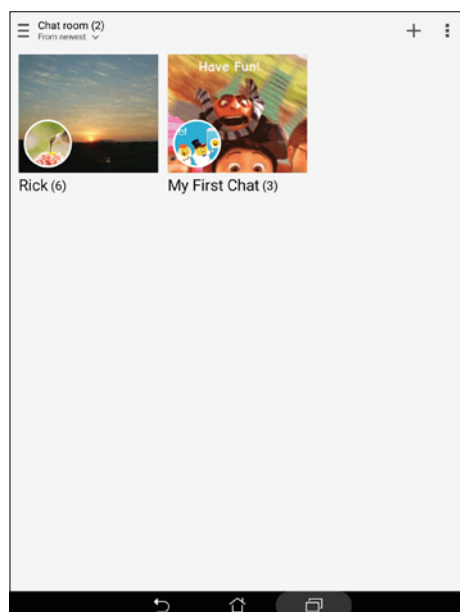 Chat room (2)
From newest
Have Fun!
Rick (6)
My First Chat (3)